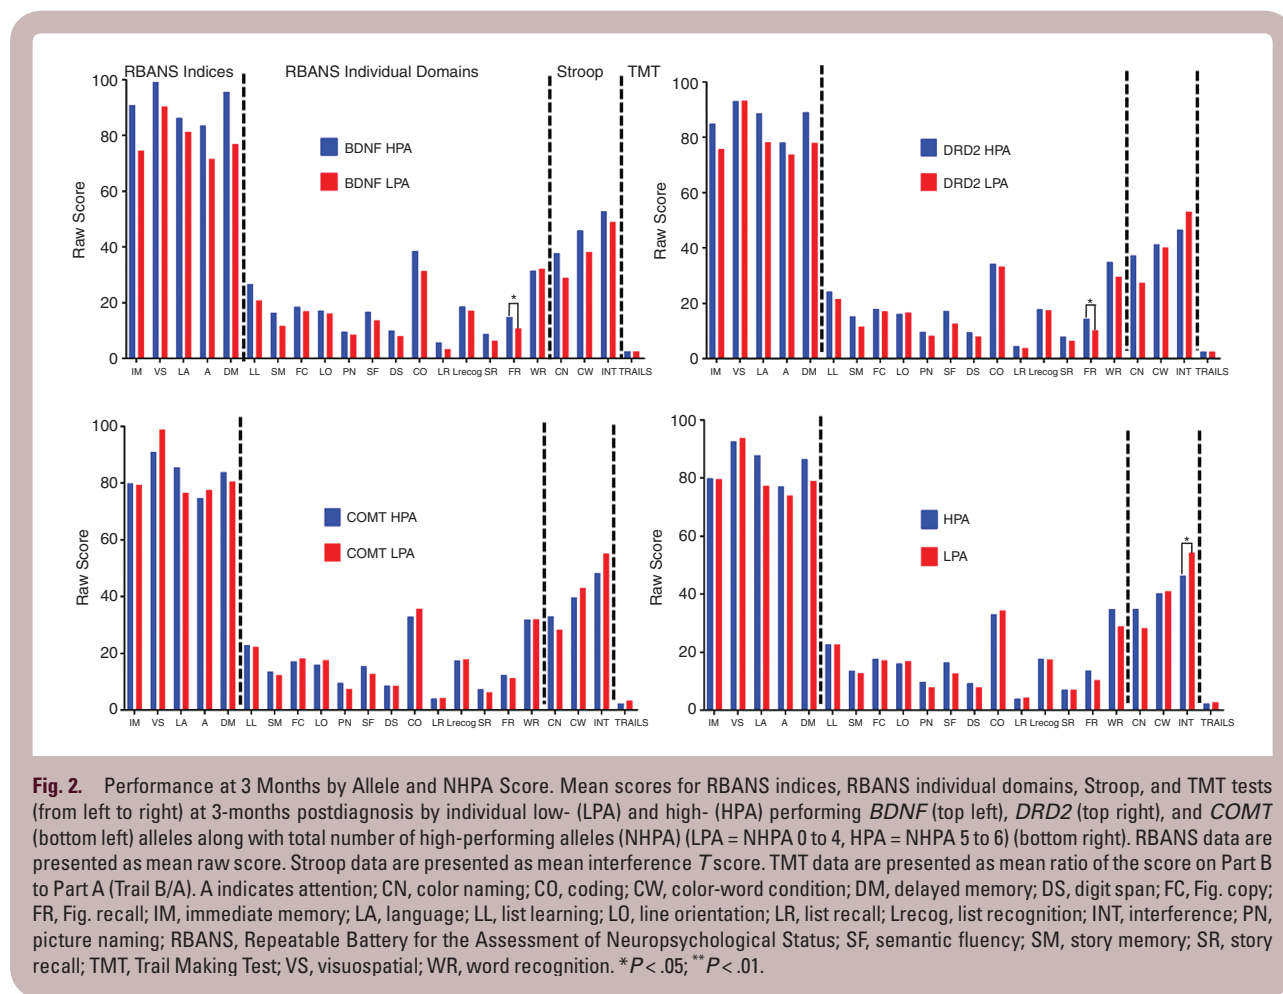 RBANS Indices RBANS Individual Domains Stroop TMT
100
80
60
40
20
0
Raw Score
BDNF HPA
BDNF LPA
*
IM VS LA A DM LL SM FC LO PN SF DS CO LR Lrecog SR FR WR CN CW INT TRAILS
100
80
60
40
20
0
Raw Score
DRD2 HPA
DRD2 LPA
*
IM VS LA A DM LL SM FC LO PN SF DS CO LR Lrecog SR FR WR CN CW INT TRAILS
100
80
60
40
20
0
Raw Score
COMT HPA
COMT LPA
IM VS LA A DM LL SM FC LO PN SF DS CO LR Lrecog SR FR WR CN CW INT TRAILS
100
80
60
40
20
0
Raw Score
HPA
LPA
*
IM VS LA A DM LL SM FC LO PN SF DS CO LR Lrecog SR FR WR CN CW INT TRAILS
Fig. 2. Performance at 3 Months by Allele and NHPA Score. Mean scores for RBANS indices, RBANS individual domains, Stroop, and TMT tests
(from left to right) at 3-months postdiagnosis by individual low- (LPA) and high- (HPA) performing BDNF (top left), DRD2 (top right), and COMT
(bottom left) alleles along with total number of high-performing alleles (NHPA) (LPA = NHPA 0 to 4, HPA = NHPA 5 to 6) (bottom right). RBANS data are
presented as mean raw score. Stroop data are presented as mean interference T score. TMT data are presented as mean ratio of the score on Part B
to Part A (Trail B/A). A indicates attention; CN, color naming; CO, coding; CW, color-word condition; DM, delayed memory; DS, digit span; FC, Fig. copy;
FR, Fig. recall; IM, immediate memory; LA, language; LL, list learning; LO, line orientation; LR, list recall; Lrecog, list recognition; INT, interference; PN,
picture naming; RBANS, Repeatable Battery for the Assessment of Neuropsychological Status; SF, semantic fluency; SM, story memory; SR, story
recall; TMT, Trail Making Test; VS, visuospatial; WR, word recognition. *P < .05; **P < .01.